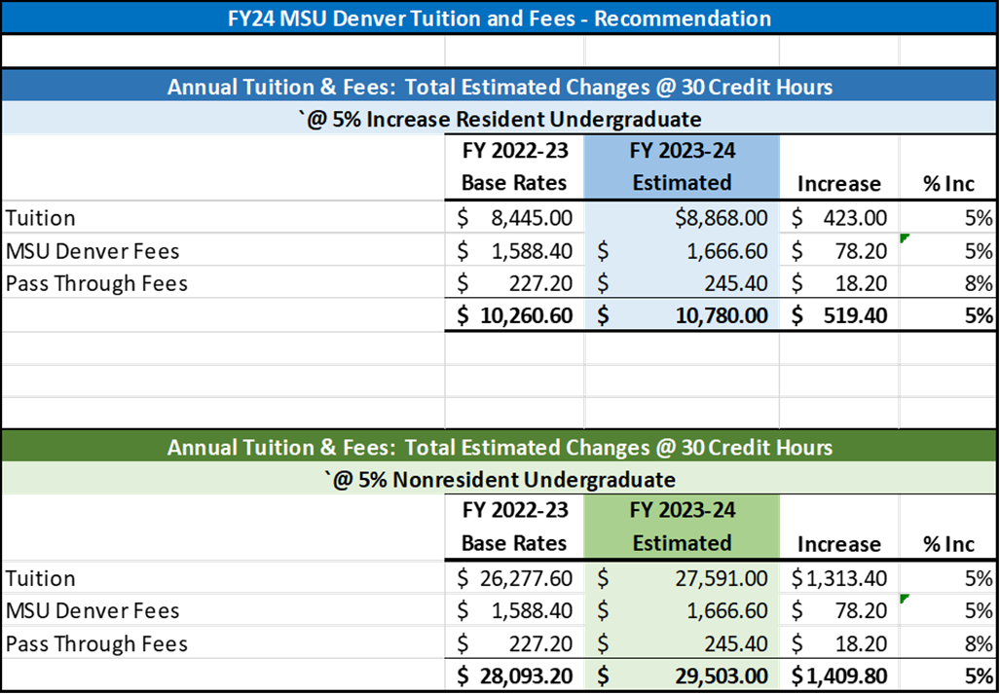 FY24 MSU Denver Tuition and Fees - Recommendation
Annual Tuition & Fees: Total Estimated Changes @ 30 Credit Hours
`@ 5% Increase Resident Undergraduate
FY 2022-23 FY 2023-24
Base Rates Estimated Increase % Inc
Tuition $ 8,445.00 $8,868.00 $ 423.00 5%
MSU Denver Fees $ 1,588.40 $ 1,666.60 $ 78.20 5%
Pass Through Fees $ 227.20 $ 245.40 $ 18.20 8%
$ 10,260.60 $ 10,780.00 $ 519.40 5%
Annual Tuition & Fees: Total Estimated Changes @ 30 Credit Hours
`@ 5% Nonresident Undergraduate
FY 2022-23 FY 2023-24
Base Rates Estimated Increase % Inc
Tuition $ 26,277.60 $ 27,591.00 $1,313.40 5%
MSU Denver Fees $ 1,588.40 $ 1,666.60 $ 78.20 5%
Pass Through Fees $ 227.20 $ 245.40 $ 18.20 8%
$ 28,093.20 $ 29,503.00 $1,409.80 5%